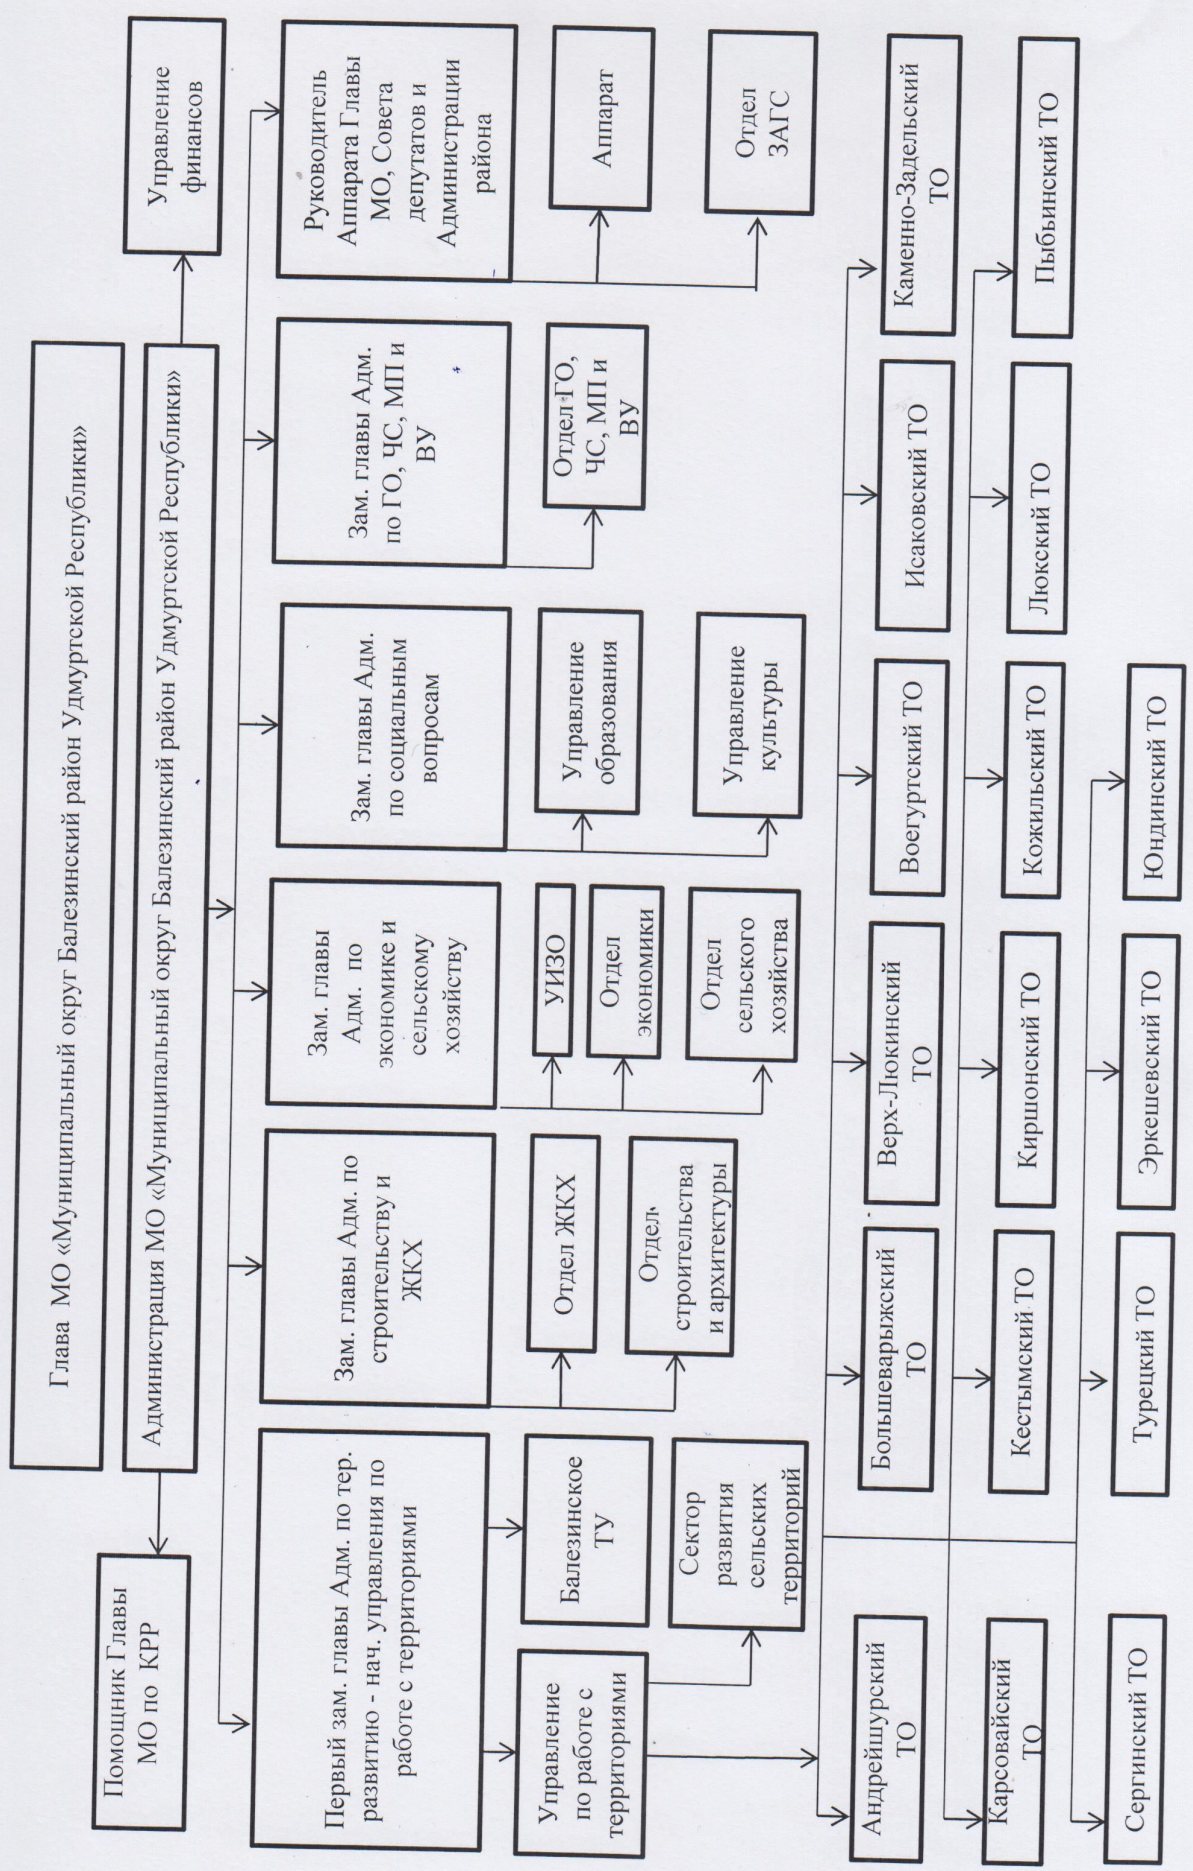 Глава МО «Муниципальный округ Балезинский район Удмуртской Республики»
Администрация МО «Муниципальный округ Балезинский район Удмуртской Республики»
Помощник Главы
МО по КРР
Управление
финансов
Первый зам. главы Адм. по тер.
развитию - нач. управления по
работе с территориями
Зам. главы Адм. по
строительству и
ЖКХ
Зам. главы
Адм. по
экономике и
сельскому
хозяйству
Зам. главы Адм.
по социальным
вопросам
Зам. главы Адм.
по ГО, ЧС, МП и
ВУ
Руководитель
Аппарата Главы
МО, Совета
депутатов и
Администрации
района
Управление
по работе с
территориями
Балезинское
ТУ
Сектор
развития
сельских
территорий
Отдел ЖКХ
Отдел
строительства
и архитектуры
УИЗО
Отдел
экономики
Отдел
сельского
хозяйства
Управление
образования
Управление
культуры
Отдел ГО,
ЧС, МП и
ВУ
Аппарат
Отдел
ЗАГС
Андрейшурский
ТО
Большеварыжский
ТО
Верх-Люкинский
ТО
Воегуртский ТО
Исаковский ТО
Каменно-Задельский
ТО
Карсовайский
ТО
Кестымский ТО
Киршонский ТО
Кожильский ТО
Люкский ТО
Пыбьинский ТО
Сергинский ТО
Турецкий ТО
Эркешевский ТО
Юндинский ТО